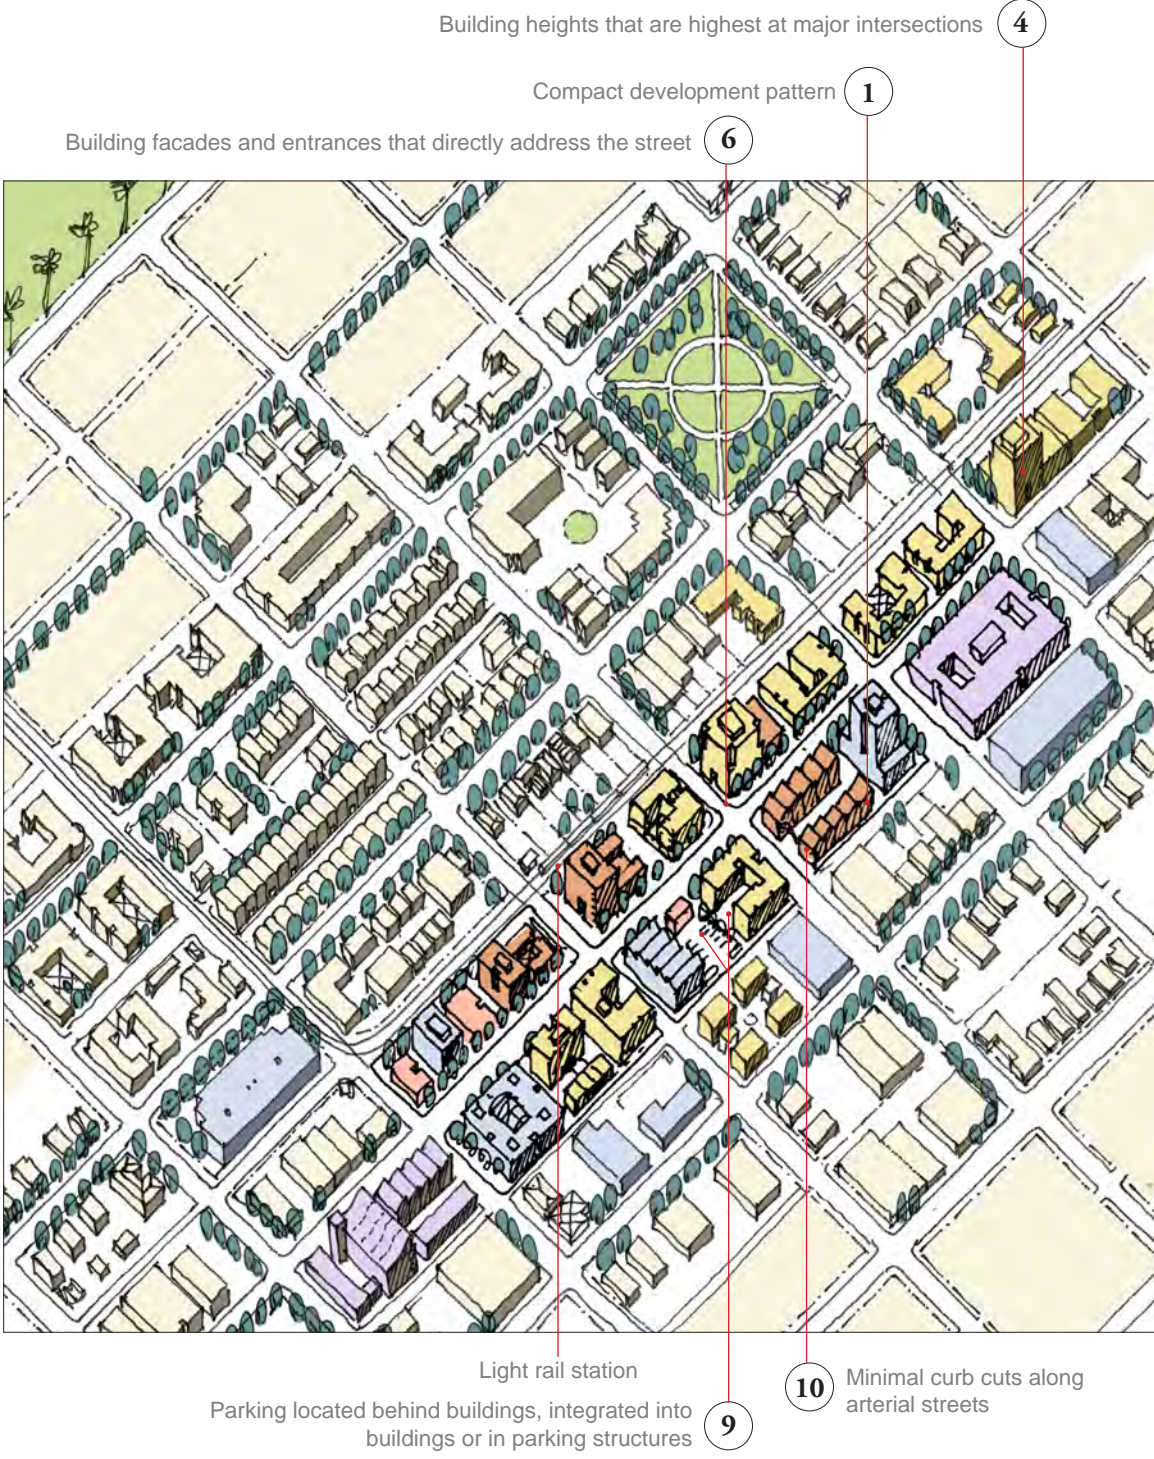 Building heights that are highest at major intersections 4
Compact development pattern 1
Building facades and entrances that directly address the street 6
Light rail station
10 Minimal curb cuts along
arterial streets
Parking located behind buildings, integrated into
buildings or in parking structures
9